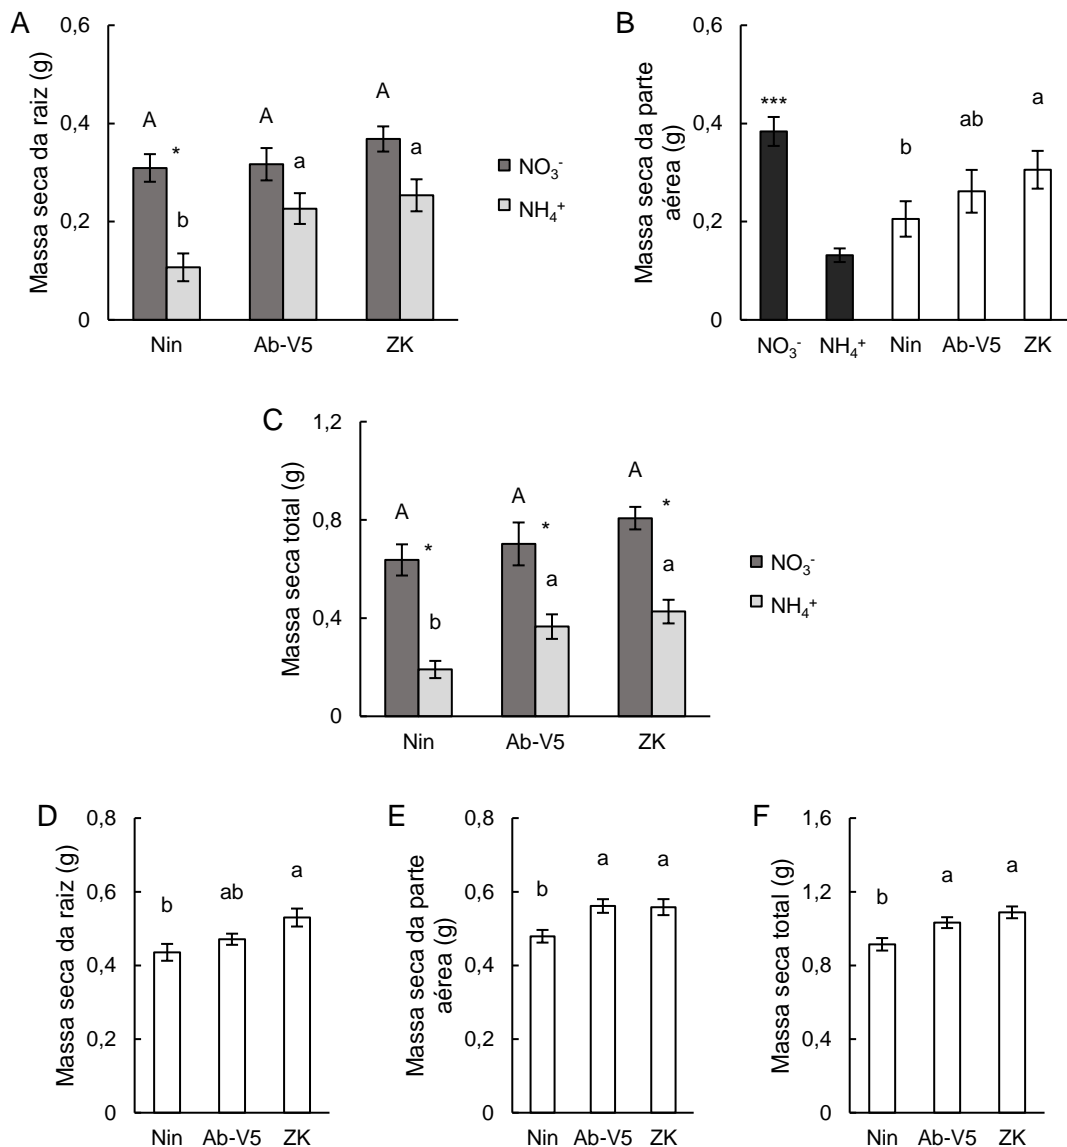 A
Massa seca da raiz (g)
0,6
0,4
0,2
0
A
*
b
A
a
A
a
Nin
Ab-V5
ZK
NO₃⁻
NH₄⁺
B
Massa seca da parte
aérea (g)
0,6
0,4
0,2
0
***
b
ab
a
NO₃⁻
NH₄⁺
Nin
Ab-V5
ZK
C
Massa seca total (g)
1,2
0,8
0,4
0
A
*
b
A
*
a
A
*
a
Nin
Ab-V5
ZK
NO₃⁻
NH₄⁺
D
Massa seca da raiz (g)
0,8
0,6
0,4
0,2
0
b
ab
a
Nin
Ab-V5
ZK
E
Massa seca da parte
aérea (g)
0,8
0,6
0,4
0,2
0
b
a
a
Nin
Ab-V5
ZK
F
Massa seca total (g)
1,6
1,2
0,8
0,4
0
b
a
a
Nin
Ab-V5
ZK